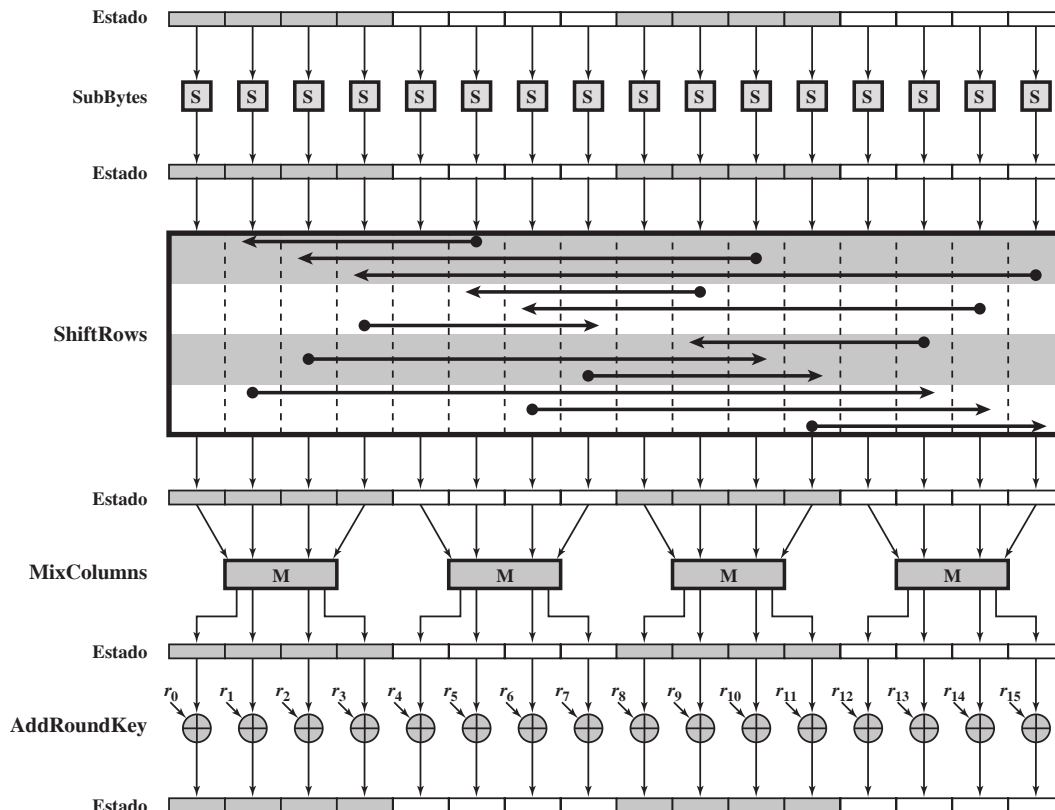 Estado
SubBytes S S S S S S S S S S S S S S S S
Estado
ShiftRows
Estado
MixColumns M M M M
Estado
r0 r1 r2 r3 r4 r5 r6 r7 r8 r9 r10 r11 r12 r13 r14 r15
AddRoundKey
Estado